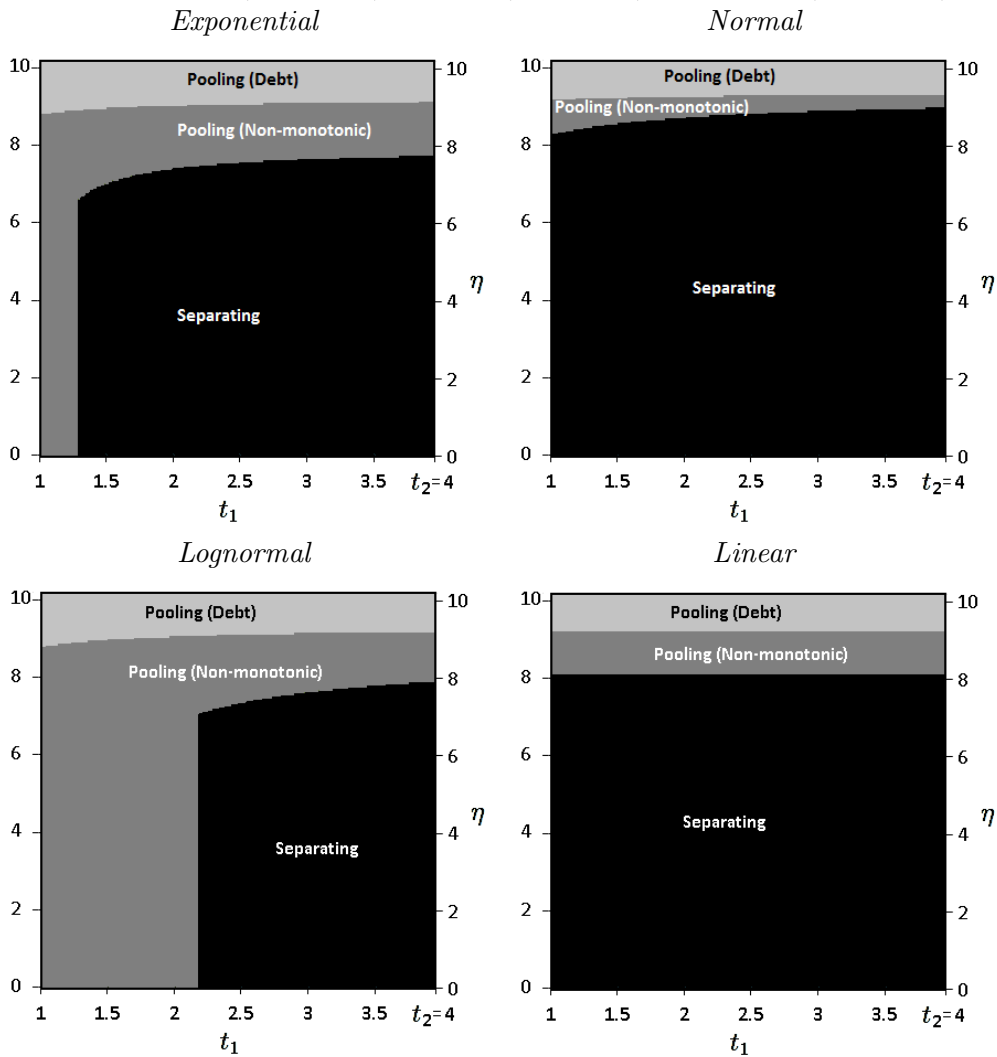 Exponential
10
8
6
4
2
0
Pooling (Debt)
Pooling (Non-monotonic)
Separating
10
8
6
η
4
2
0
1 1.5 2 2.5 3 3.5 t₂=4
t₁
Normal
10
8
6
4
2
0
Pooling (Debt)
Pooling (Non-monotonic)
Separating
10
8
6
η
4
2
0
1 1.5 2 2.5 3 3.5 t₂=4
t₁
Lognormal
10
8
6
4
2
0
Pooling (Debt)
Pooling (Non-monotonic)
Separating
10
8
6
η
4
2
0
1 1.5 2 2.5 3 3.5 t₂=4
t₁
Linear
10
8
6
4
2
0
Pooling (Debt)
Pooling (Non-monotonic)
Separating
10
8
6
η
4
2
0
1 1.5 2 2.5 3 3.5 t₂=4
t₁